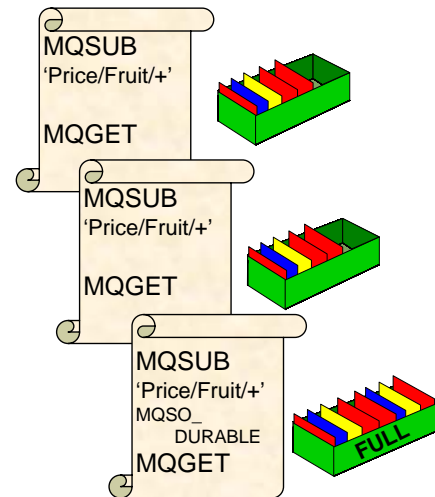 MQSUB
‘Price/Fruit/+’
MQGET
MQSUB
‘Price/Fruit/+’
MQGET
MQSUB
‘Price/Fruit/+’
MQSO_
DURABLE
MQGET
FULL